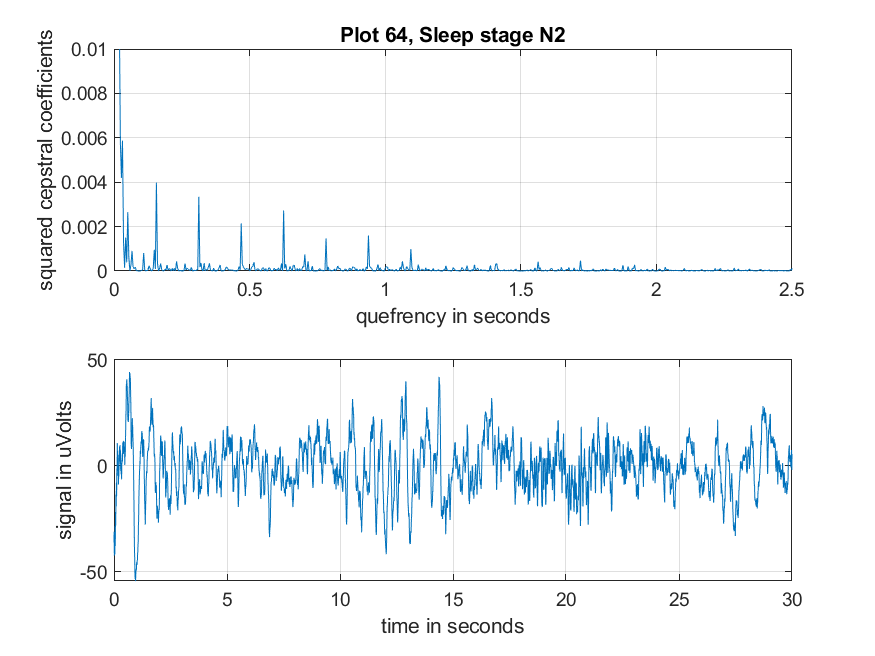 Plot 64, Sleep stage N2
squared cepstral coefficients
0.01
0.008
0.006
0.004
0.002
0
0 0.5 1 1.5 2 2.5
quefrency in seconds
signal in uVolts
50
0
-50
0 5 10 15 20 25 30
time in seconds